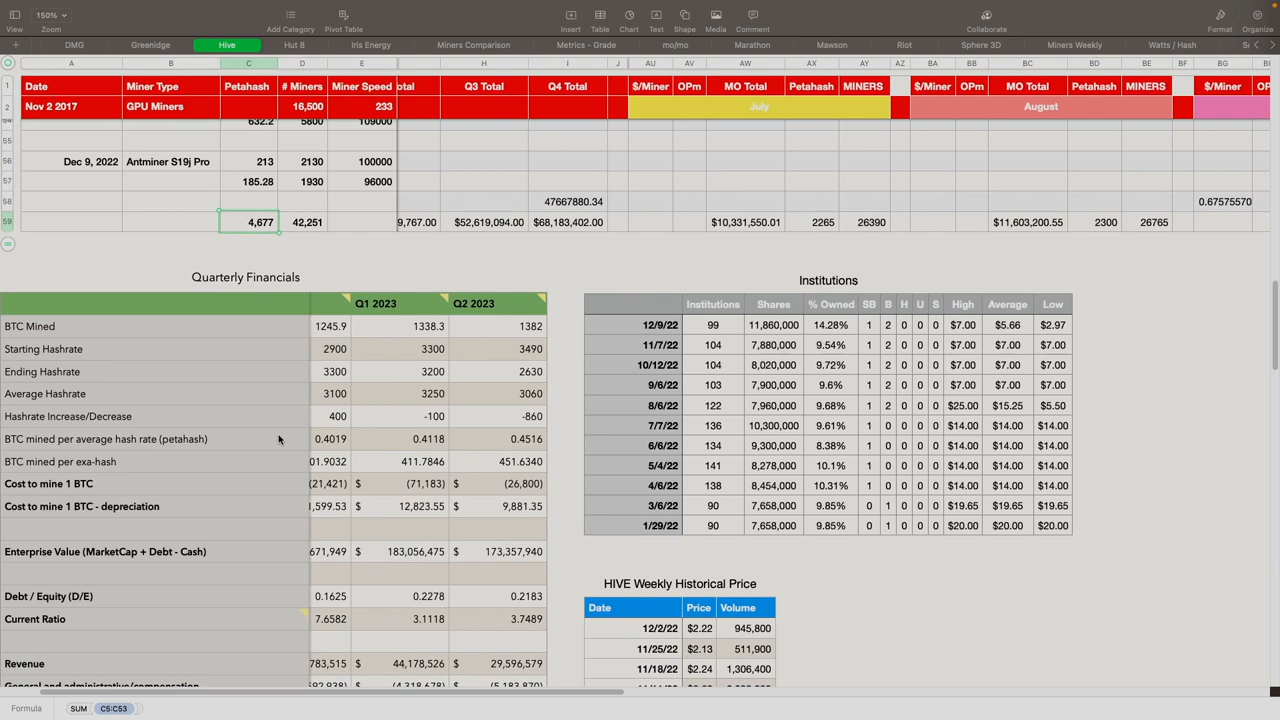 150%
View Zoom Add Category Pivot Table Insert Table Chart Text Shape Media Comment Collaborate Format Organize
DMG Greenidge Hive Hut 8 Iris Energy Miners Comparison Metrics - Grade mo/mo Marathon Mawson Riot Sphere 3D Miners Weekly Watts / Hash
A B C D E H I J AU AV AW AX AY AZ BA BB BC BD BE BF BG
1 Date Miner Type Petahash # Miners Miner Speed otal Q3 Total Q4 Total $/Miner OPm MO Total Petahash MINERS $/Miner OPm MO Total Petahash MINERS $/Miner
2 Nov 2 2017 GPU Miners 16,500 233 July August
54 632.2 5800 109000
55
56 Dec 9, 2022 Antminer S19j Pro 213 2130 100000
57 185.28 1930 96000
58 47667880.34 0.67575570
59 4,677 42,251 9,767.00 $52,619,094.00 $68,183,402.00 $10,331,550.01 2265 26390 $11,603,200.55 2300 26765
Quarterly Financials
Q1 2023 Q2 2023
BTC Mined 1245.9 1338.3 1382
Starting Hashrate 2900 3300 3490
Ending Hashrate 3300 3200 2630
Average Hashrate 3100 3250 3060
Hashrate Increase/Decrease 400 -100 -860
BTC mined per average hash rate (petahash) 0.4019 0.4118 0.4516
BTC mined per exa-hash 01.9032 411.7846 451.6340
Cost to mine 1 BTC (21,421) $ (71,183) $ (26,800)
Cost to mine 1 BTC - depreciation ,599.53 $ 12,823.55 $ 9,881.35
Enterprise Value (MarketCap + Debt - Cash) 671,949 $ 183,056,475 $ 173,357,940
Debt / Equity (D/E) 0.1625 0.2278 0.2183
Current Ratio 7.6582 3.1118 3.7489
Revenue 783,515 $ 44,178,526 $ 29,596,579
General and administrative/compensation (4,318,678) (5,183,870)
Institutions
Institutions Shares % Owned SB B H U S High Average Low
12/9/22 99 11,860,000 14.28% 1 2 0 0 0 $7.00 $5.66 $2.97
11/7/22 104 7,880,000 9.54% 1 2 0 0 0 $7.00 $7.00 $7.00
10/12/22 104 8,020,000 9.72% 1 2 0 0 0 $7.00 $7.00 $7.00
9/6/22 103 7,900,000 9.6% 1 2 0 0 0 $7.00 $7.00 $7.00
8/6/22 122 7,960,000 9.68% 1 2 0 0 0 $25.00 $15.25 $5.50
7/7/22 136 10,300,000 9.61% 1 0 0 0 0 $14.00 $14.00 $14.00
6/6/22 134 9,300,000 8.38% 1 0 0 0 0 $14.00 $14.00 $14.00
5/4/22 141 8,278,000 10.1% 1 0 0 0 0 $14.00 $14.00 $14.00
4/6/22 138 8,454,000 10.31% 1 0 0 0 0 $14.00 $14.00 $14.00
3/6/22 90 7,658,000 9.85% 0 1 0 0 0 $19.65 $19.65 $19.65
1/29/22 90 7,658,000 9.85% 0 1 0 0 0 $20.00 $20.00 $20.00
HIVE Weekly Historical Price
Date Price Volume
12/2/22 $2.22 945,800
11/25/22 $2.13 511,900
11/18/22 $2.24 1,306,400
Formula SUM C5:C53